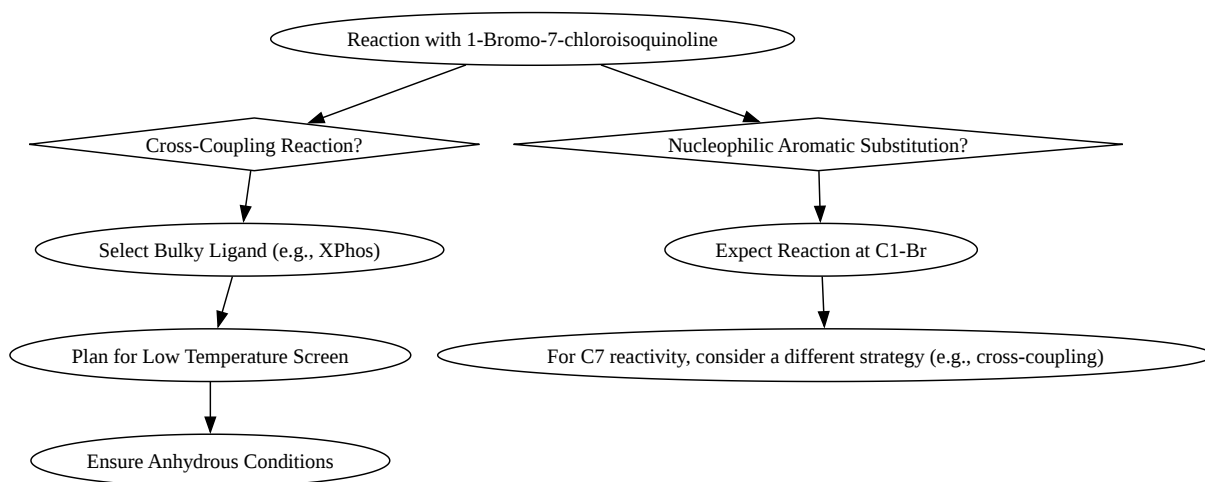 Reaction with 1-Bromo-7-chloroisoquinoline
Cross-Coupling Reaction?
Nucleophilic Aromatic Substitution?
Select Bulky Ligand (e.g., XPhos)
Expect Reaction at C1-Br
Plan for Low Temperature Screen
For C7 reactivity, consider a different strategy (e.g., cross-coupling)
Ensure Anhydrous Conditions